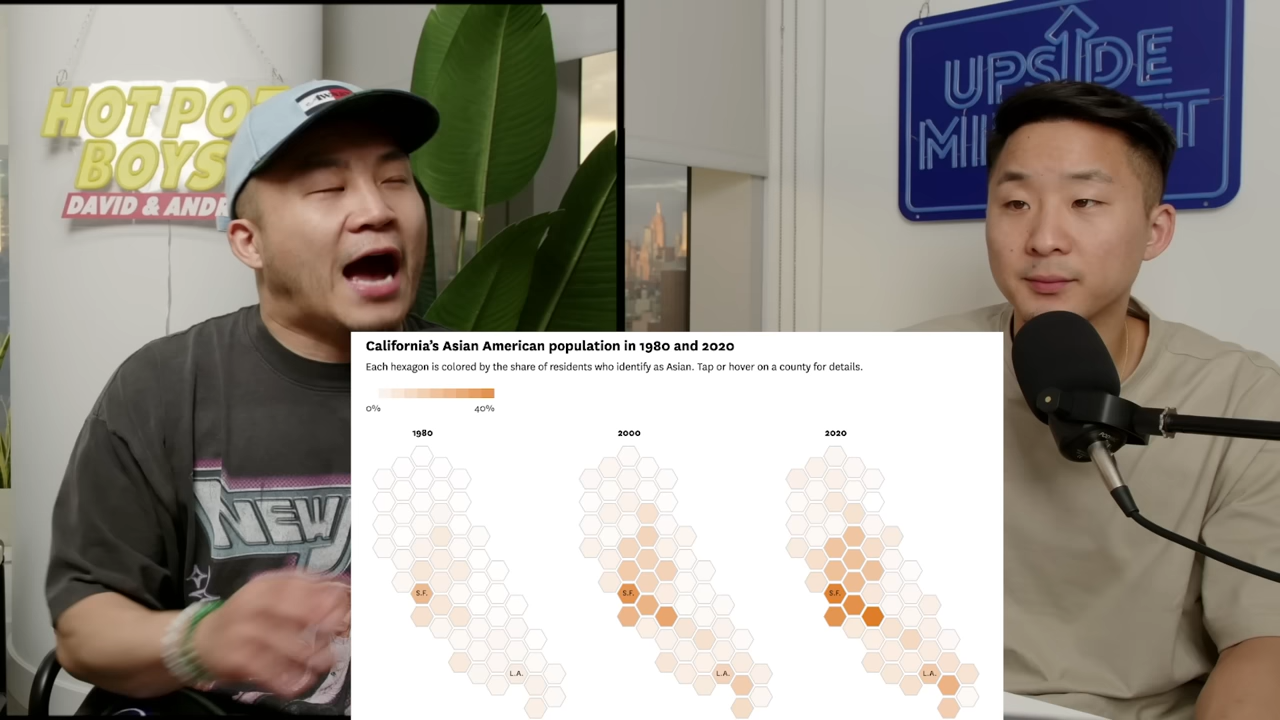 HOT PO
BOYS
DAVID & AND
UPSIDE
NEW
California's Asian American population in 1980 and 2020
Each hexagon is colored by the share of residents who identify as Asian. Tap or hover on a county for details.
0% 40%
1980 2000 2020
S.F. S.F. S.F.
L.A. L.A. L.A.